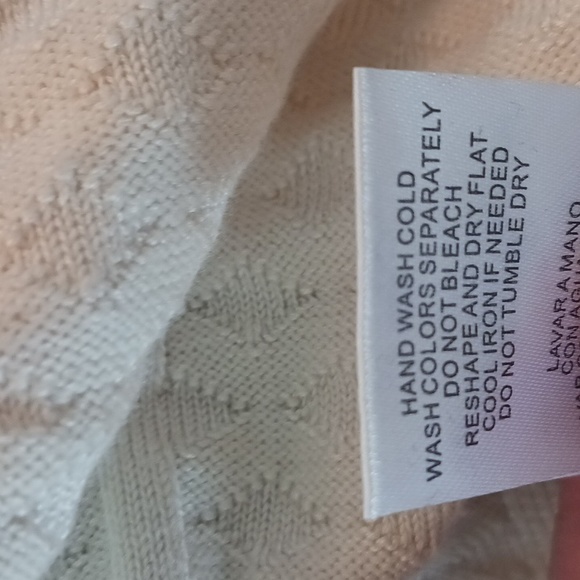 HAND WASH COLD
WASH COLORS SEPARATELY
DO NOT BLEACH
RESHAPE AND DRY FLAT
COOL IRON IF NEEDED
DO NOT TUMBLE DRY
LAVAR A MANO
CON